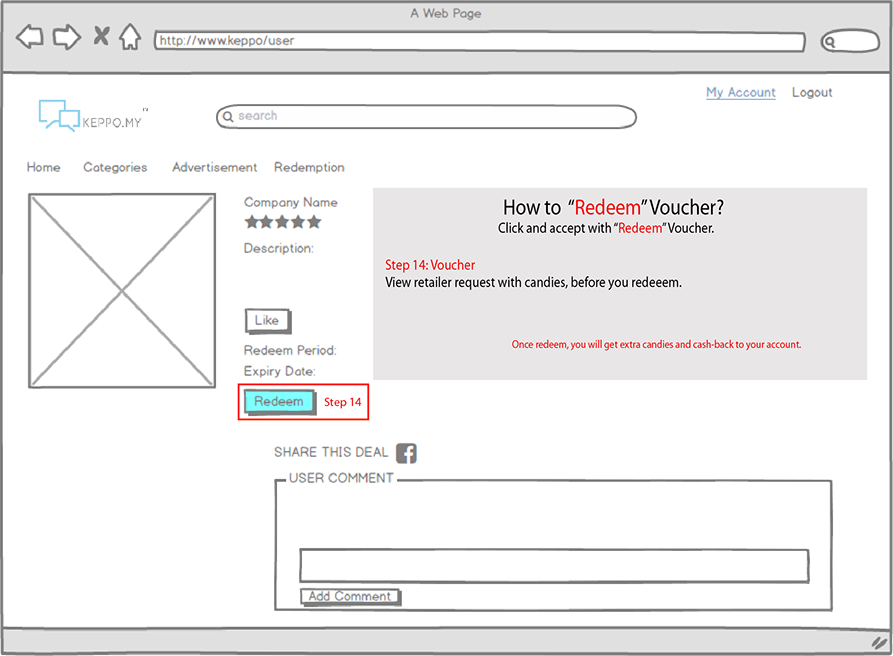 A Web Page
http://www.keppo/user
My Account Logout
KEPPO.MY
search
Home Categories Advertisement Redemption
Company Name
Description:
Like
Redeem Period:
Expiry Date:
Redeem Step 14
How to “Redeem” Voucher?
Click and accept with “Redeem” Voucher.
Step 14: Voucher
View retailer request with candies, before you redeeem.
Once redeem, you will get extra candies and cash-back to your account.
SHARE THIS DEAL
USER COMMENT
Add Comment